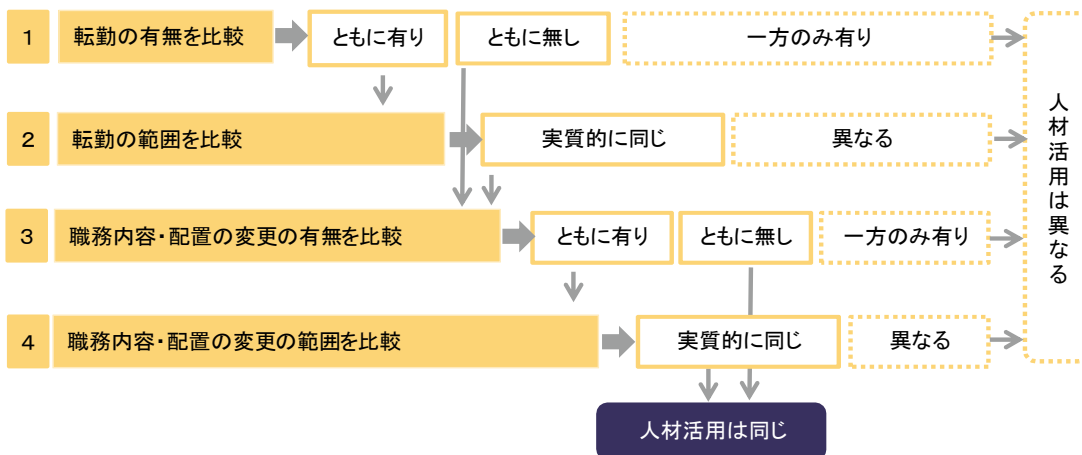 1 転勤の有無を比較 ともに有り ともに無し 一方のみ有り
2 転勤の範囲を比較 実質的に同じ 異なる
3 職務内容・配置の変更の有無を比較 ともに有り ともに無し 一方のみ有り
4 職務内容・配置の変更の範囲を比較 実質的に同じ 異なる
人材活用は異なる
人材活用は同じ